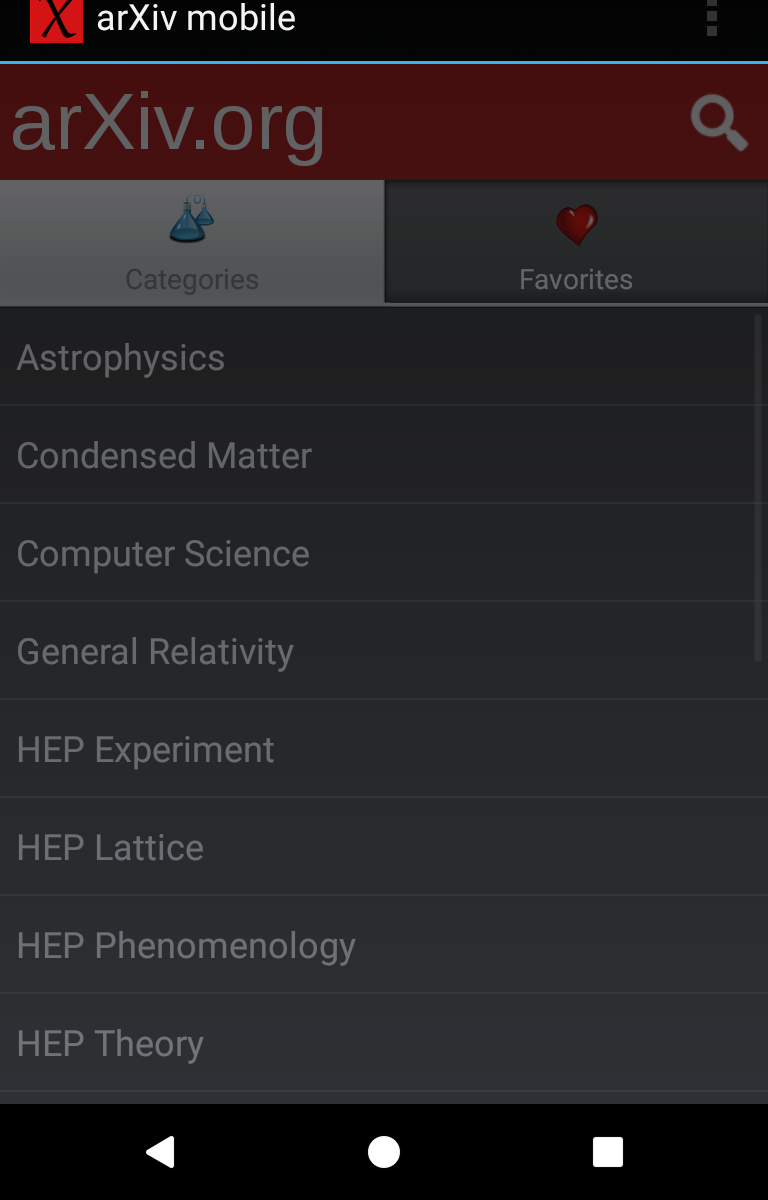 X
arXiv mobile
arXiv.org
Categories
Favorites
Astrophysics
Condensed Matter
Computer Science
General Relativity
HEP Experiment
HEP Lattice
HEP Phenomenology
HEP Theory